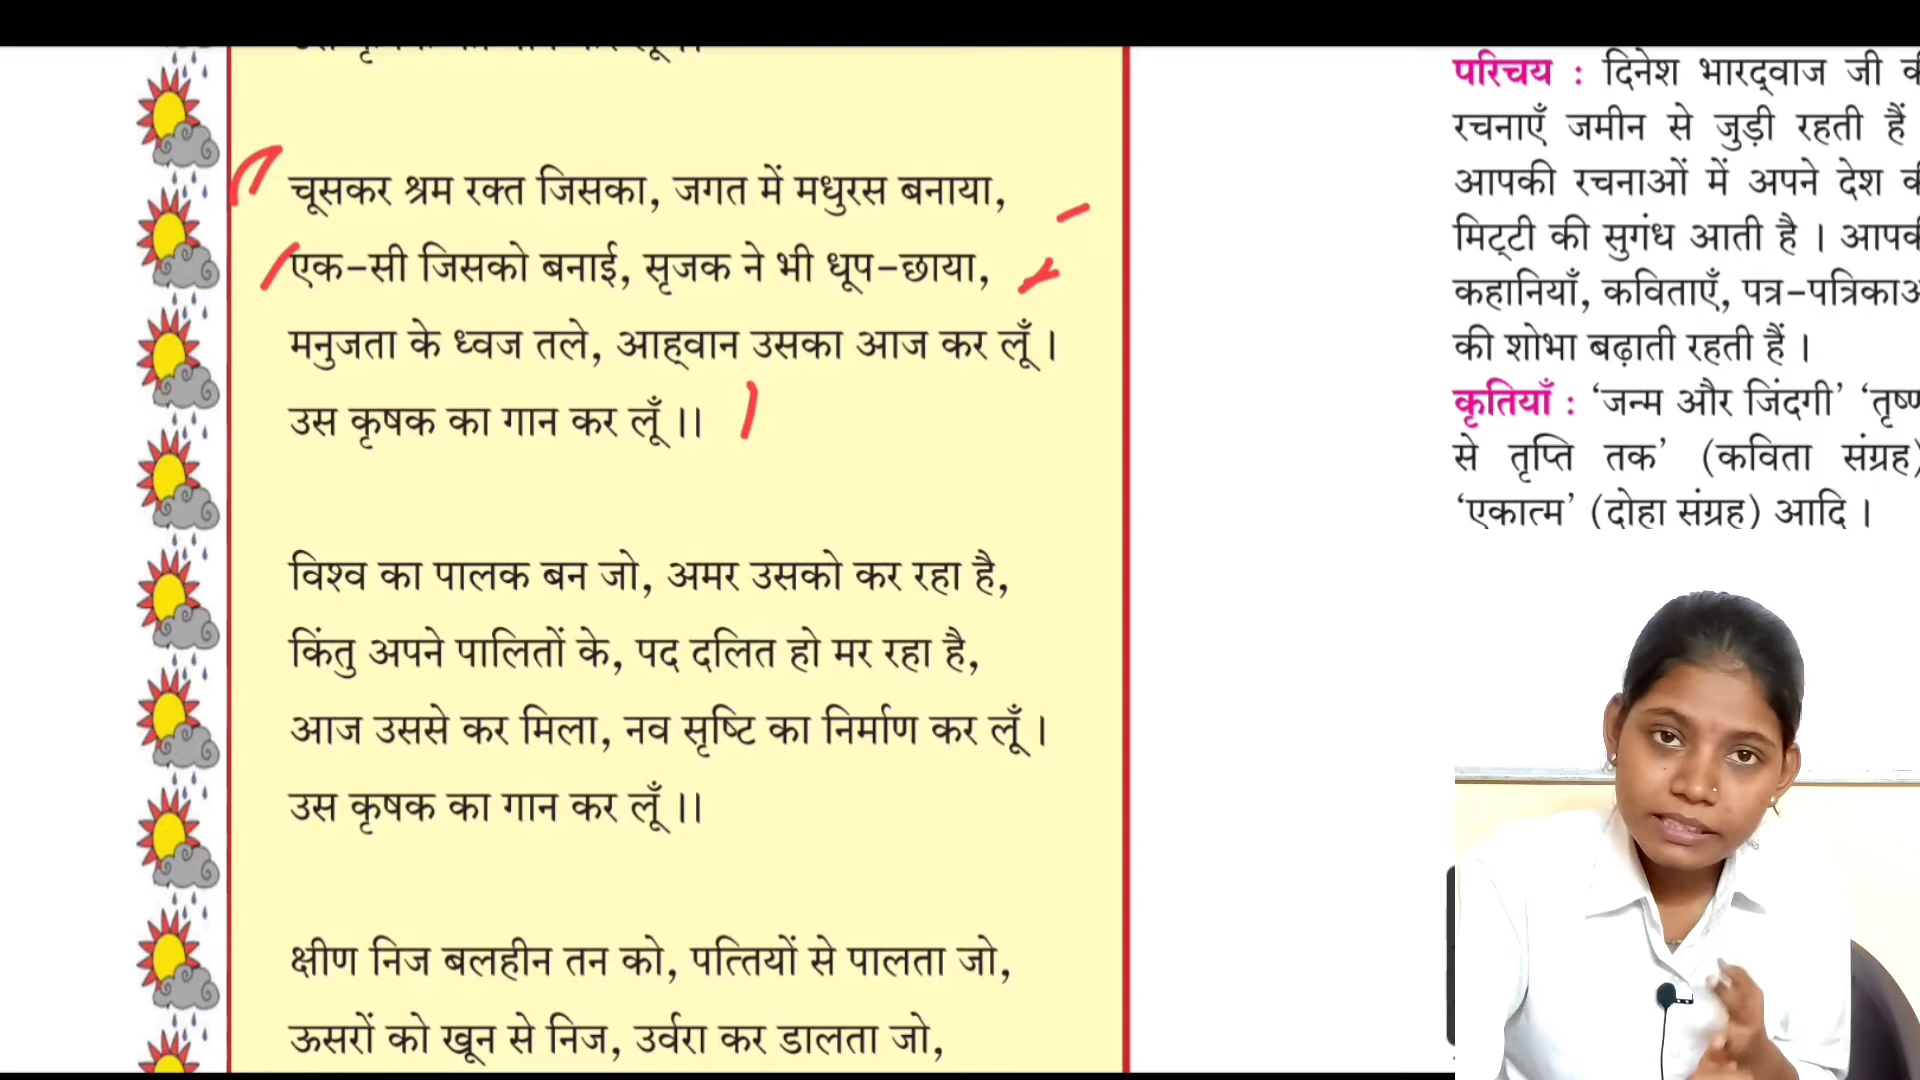 चूसकर श्रम रक्त जिसका, जगत में मधुरस बनाया,
एक-सी जिसको बनाई, सृजक ने भी धूप-छाया,
मनुजता के ध्वज तले, आह्‌वान उसका आज कर लूँ ।
उस कृषक का गान कर लूँ ।।
विश्व का पालक बन जो, अमर उसको कर रहा है,
किंतु अपने पालितों के, पद दलित हो मर रहा है,
आज उससे कर मिला, नव सृष्टि का निर्माण कर लूँ ।
उस कृषक का गान कर लूँ ।।
क्षीण निज बलहीन तन को, पत्तियों से पालता जो,
ऊसरों को खून से निज, उर्वरा कर डालता जो,
परिचय : दिनेश भारद्‌वाज जी
रचनाएँ जमीन से जुड़ी रहती हैं
आपकी रचनाओं में अपने देश
मिट्‌टी की सुगंध आती है ।
कहानियाँ, कविताएँ,
की शोभा बढ़ाती रहती हैं ।
कृतियाँ : ‘जन्म और जिंदगी’
से तृप्ति तक’ (कविता संग्रह)
‘एकात्म’ (दोहा संग्रह) आदि ।